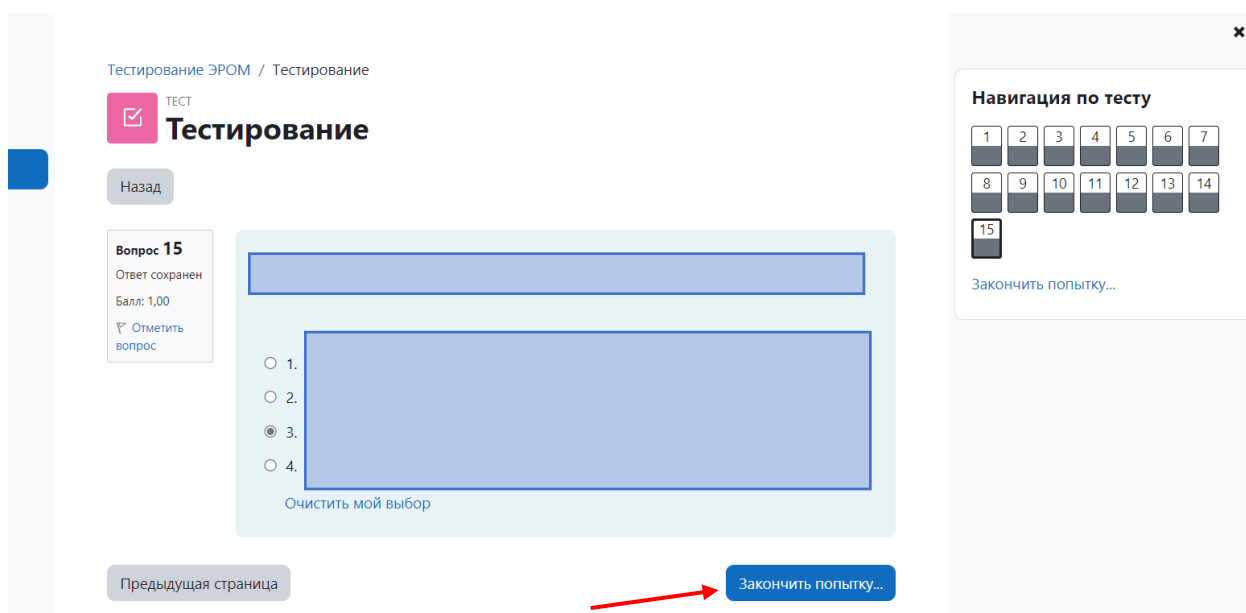 Тестирование ЭРОМ / Тестирование
ТЕСТ
Тестирование
Назад
Вопрос 15
Ответ сохранен
Балл: 1,00
Отметить
вопрос
1.
2.
3.
4.
Очистить мой выбор
Предыдущая страница
Закончить попытку...
Навигация по тесту
1 2 3 4 5 6 7
8 9 10 11 12 13 14
15
Закончить попытку...